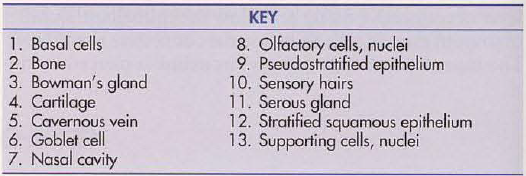 KEY
1. Basal cells
2. Bone
3. Bowman's gland
4. Cartilage
5. Cavernous vein
6. Goblet cell
7. Nasal cavity
8. Olfactory cells, nuclei
9. Pseudostratified epithelium
10. Sensory hairs
11. Serous gland
12. Stratified squamous epithelium
13. Supporting cells, nuclei